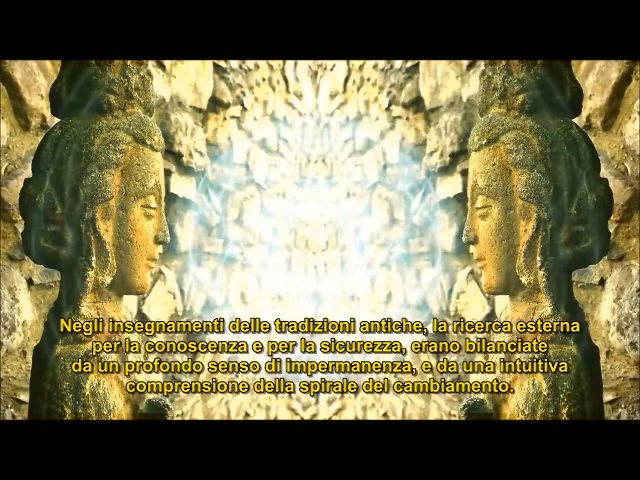 Negli insegnamenti delle tradizioni antiche, la ricerca esterna
per la conoscenza e per la sicurezza, erano bilanciate
da un profondo senso di impermanenza, e da una intuitiva
comprensione della spirale del cambiamento.